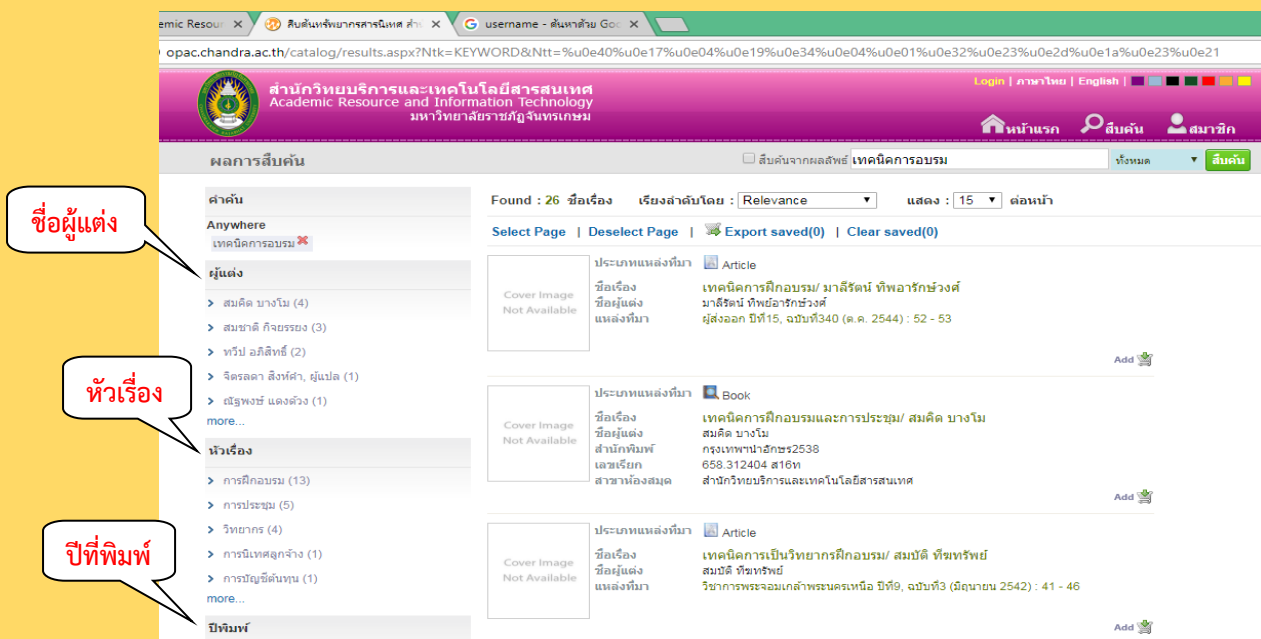 emic Resour
สืบค้นทรัพยากรสารนิเทศ สำ
username - ค้นหาด้วย Goo
opac.chandra.ac.th/catalog/results.aspx?Ntk=KEYWORD&Ntt=%u0e40%u0e17%u0e04%u0e19%u0e34%u0e04%u0e01%u0e32%u0e23%u0e2d%u0e1a%u0e23%u0e21
สำนักวิทยบริการและเทคโนโลยีสารสนเทศ
Academic Resource and Information Technology
มหาวิทยาลัยราชภัฏจันทรเกษม
Login | ภาษาไทย | English |
หน้าแรก สืบค้น สมาชิก
ผลการสืบค้น
สืบค้นจากผลลัพธ์ เทคนิคการอบรม ทั้งหมด สืบค้น
ชื่อผู้แต่ง
หัวเรื่อง
ปีที่พิมพ์
คำค้น
Anywhere
เทคนิคการอบรม
ผู้แต่ง
สมคิด บางโม (4)
สมชาติ กิจยรรยง (3)
ทวีป อภิสิทธิ์ (2)
จิตรลดา สิงห์คำ, ผู้แปล (1)
ณัฐพงษ์ แดงด้วง (1)
more...
หัวเรื่อง
การฝึกอบรม (13)
การประชุม (5)
วิทยากร (4)
การนิเทศลูกจ้าง (1)
การบัญชีต้นทุน (1)
more...
ปีพิมพ์
Found : 26 ชื่อเรื่อง เรียงลำดับโดย : Relevance แสดง : 15 ต่อหน้า
Select Page | Deselect Page | Export saved(0) | Clear saved(0)
Cover Image
Not Available
ประเภทแหล่งที่มา Article
ชื่อเรื่อง เทคนิคการฝึกอบรม/ มาลีรัตน์ ทิพอารักษ์วงศ์
ชื่อผู้แต่ง มาลีรัตน์ ทิพย์อารักษ์วงศ์
แหล่งที่มา ผู้ส่งออก ปีที่15, ฉบับที่340 (ต.ค. 2544) : 52 - 53
Add
Cover Image
Not Available
ประเภทแหล่งที่มา Book
ชื่อเรื่อง เทคนิคการฝึกอบรมและการประชุม/ สมคิด บางโม
ชื่อผู้แต่ง สมคิด บางโม
สำนักพิมพ์ กรุงเทพฯนำอักษร2538
เลขเรียก 658.312404 ส16ท
สาขาห้องสมุด สำนักวิทยบริการและเทคโนโลยีสารสนเทศ
Add
Cover Image
Not Available
ประเภทแหล่งที่มา Article
ชื่อเรื่อง เทคนิคการเป็นวิทยากรฝึกอบรม/ สมบัติ ทีฆทรัพย์
ชื่อผู้แต่ง สมบัติ ทีฆทรัพย์
แหล่งที่มา วิชาการพระจอมเกล้าพระนครเหนือ ปีที่9, ฉบับที่3 (มิถุนายน 2542) : 41 - 46
Add